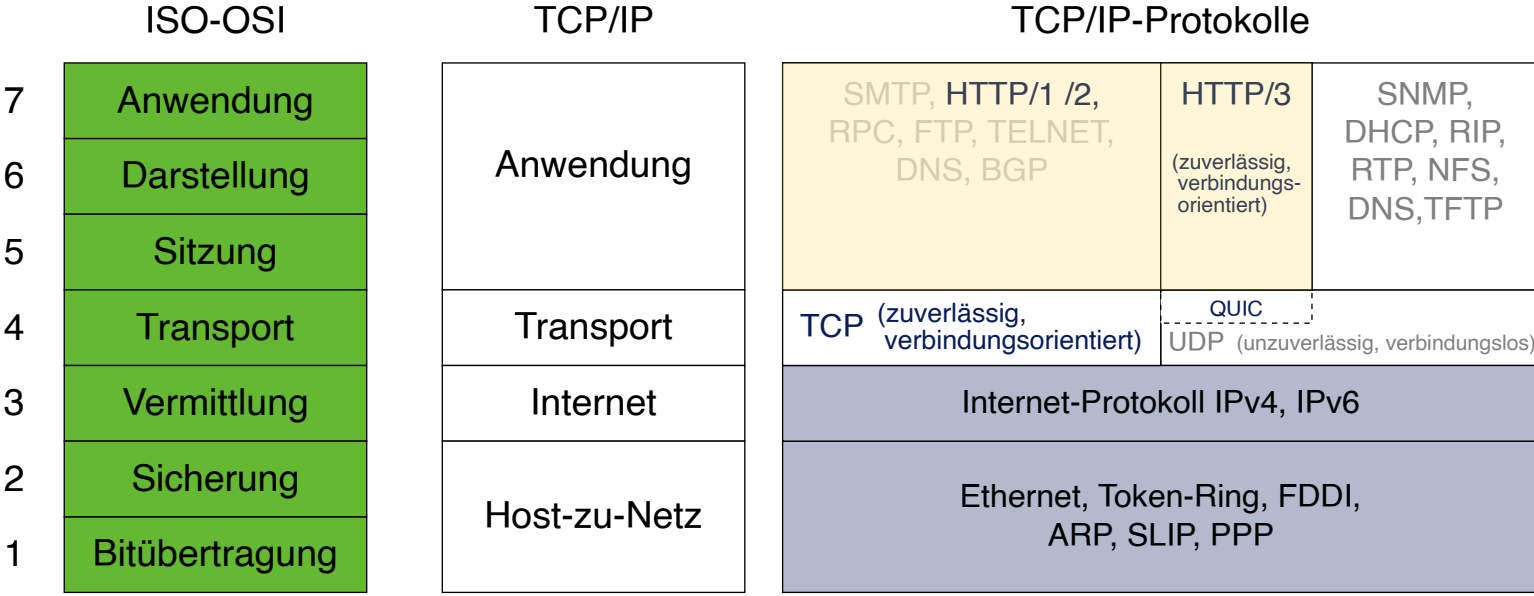 ISO-OSI
TCP/IP
TCP/IP-Protokolle
7
Anwendung
6
Darstellung
5
Sitzung
4
Transport
3
Vermittlung
2
Sicherung
1
Bitübertragung
Anwendung
Transport
Internet
Host-zu-Netz
SMTP, HTTP/1 /2,
RPC, FTP, TELNET,
DNS, BGP
HTTP/3
(zuverlässig,
verbindungs-
orientiert)
SNMP,
DHCP, RIP,
RTP, NFS,
DNS,TFTP
TCP (zuverlässig,
verbindungsorientiert)
QUIC
UDP (unzuverlässig, verbindungslos)
Internet-Protokoll IPv4, IPv6
Ethernet, Token-Ring, FDDI,
ARP, SLIP, PPP